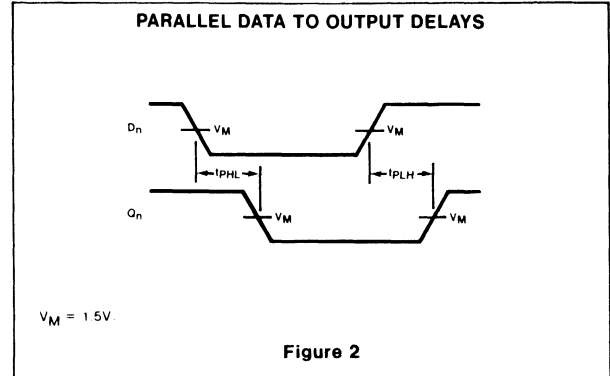 PARALLEL DATA TO OUTPUT DELAYS
Dn
VM
VM
tPHL
tPLH
Qn
VM
VM
VM = 1.5V.
Figure 2